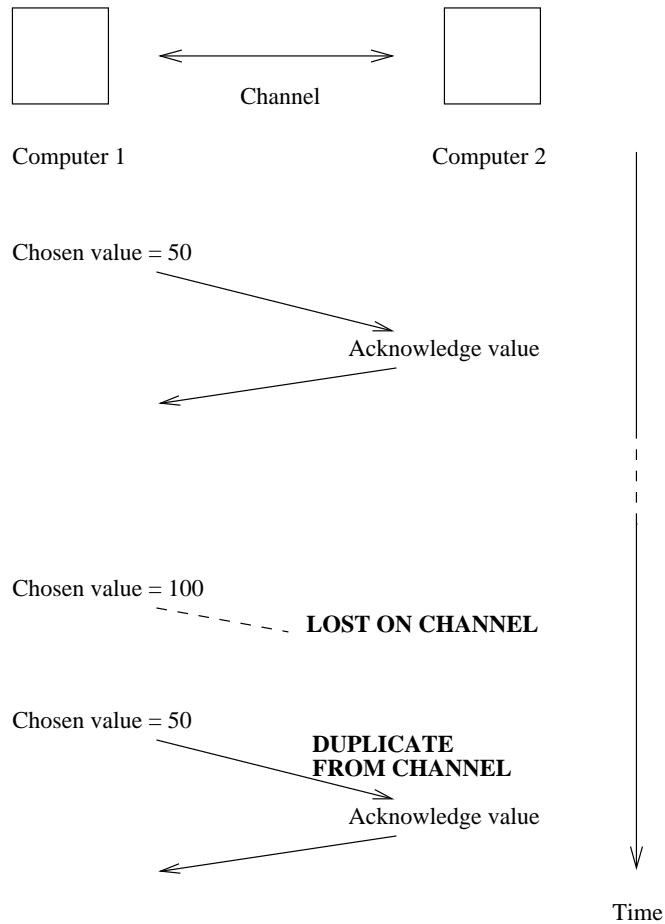 Channel
Computer 1
Computer 2
Chosen value = 50
Acknowledge value
Chosen value = 100
LOST ON CHANNEL
Chosen value = 50
DUPLICATE
FROM CHANNEL
Acknowledge value
Time